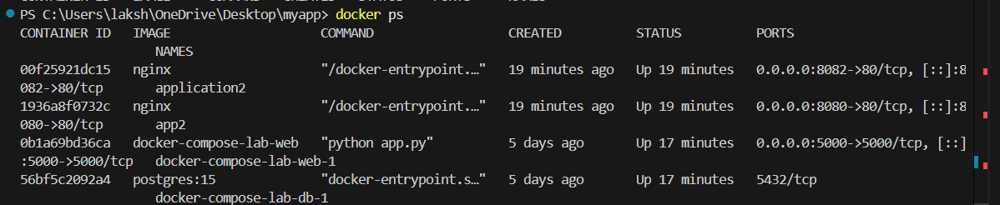 PS C:\Users\laksh\OneDrive\Desktop\myapp> docker ps
CONTAINER ID   IMAGE                    COMMAND                  CREATED          STATUS          PORTS
                    NAMES
00f25921dc15   nginx                    "/docker-entrypoint.…"   19 minutes ago   Up 19 minutes   0.0.0.0:8082->80/tcp, [::]:8
082->80/tcp         application2
1936a8f0732c   nginx                    "/docker-entrypoint.…"   19 minutes ago   Up 19 minutes   0.0.0.0:8080->80/tcp, [::]:8
080->80/tcp         app2
0b1a69bd36ca   docker-compose-lab-web   "python app.py"          5 days ago       Up 17 minutes   0.0.0.0:5000->5000/tcp, [::]
:5000->5000/tcp     docker-compose-lab-web-1
56bf5c2092a4   postgres:15              "docker-entrypoint.s…"   5 days ago       Up 17 minutes   5432/tcp
                    docker-compose-lab-db-1